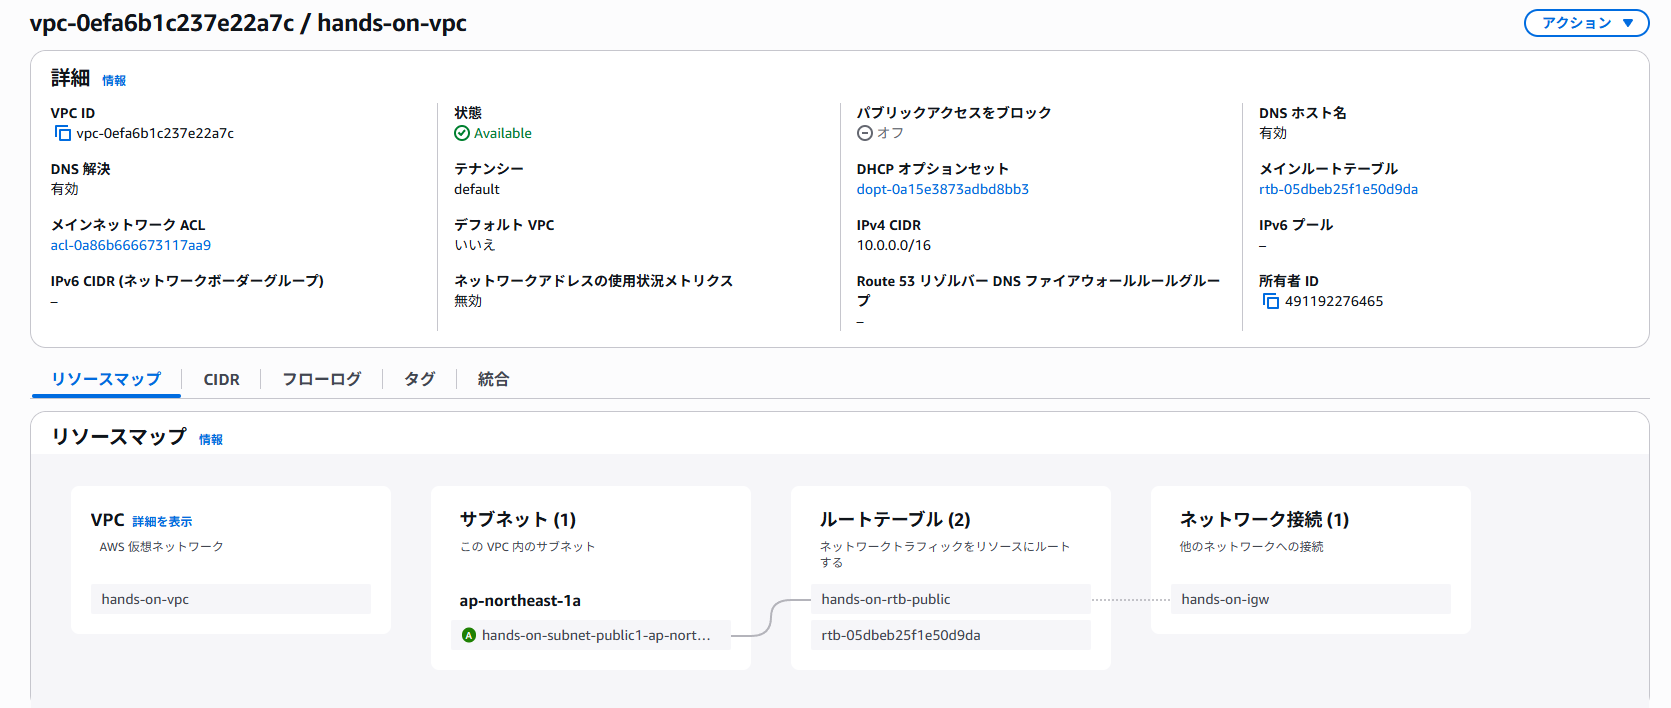 vpc-0efa6b1c237e22a7c / hands-on-vpc
アクション
詳細 情報
VPC ID
vpc-0efa6b1c237e22a7c
状態
Available
パブリックアクセスをブロック
オフ
DNS ホスト名
有効
DNS 解決
有効
テナンシー
default
DHCP オプションセット
dopt-0a15e3873adbd8bb3
メインルートテーブル
rtb-05dbeb25f1e50d9da
メインネットワーク ACL
acl-0a86b666673117aa9
デフォルト VPC
いいえ
IPv4 CIDR
10.0.0.0/16
IPv6 プール
–
IPv6 CIDR (ネットワークボーダーグループ)
–
ネットワークアドレスの使用状況メトリクス
無効
Route 53 リゾルバー DNS ファイアウォールルールグルー
プ
–
所有者 ID
491192276465
リソースマップ
CIDR
フローログ
タグ
統合
リソースマップ 情報
VPC 詳細を表示
AWS 仮想ネットワーク
hands-on-vpc
サブネット (1)
この VPC 内のサブネット
ap-northeast-1a
A hands-on-subnet-public1-ap-nort...
ルートテーブル (2)
ネットワークトラフィックをリソースにルート
する
hands-on-rtb-public
rtb-05dbeb25f1e50d9da
ネットワーク接続 (1)
他のネットワークへの接続
hands-on-igw